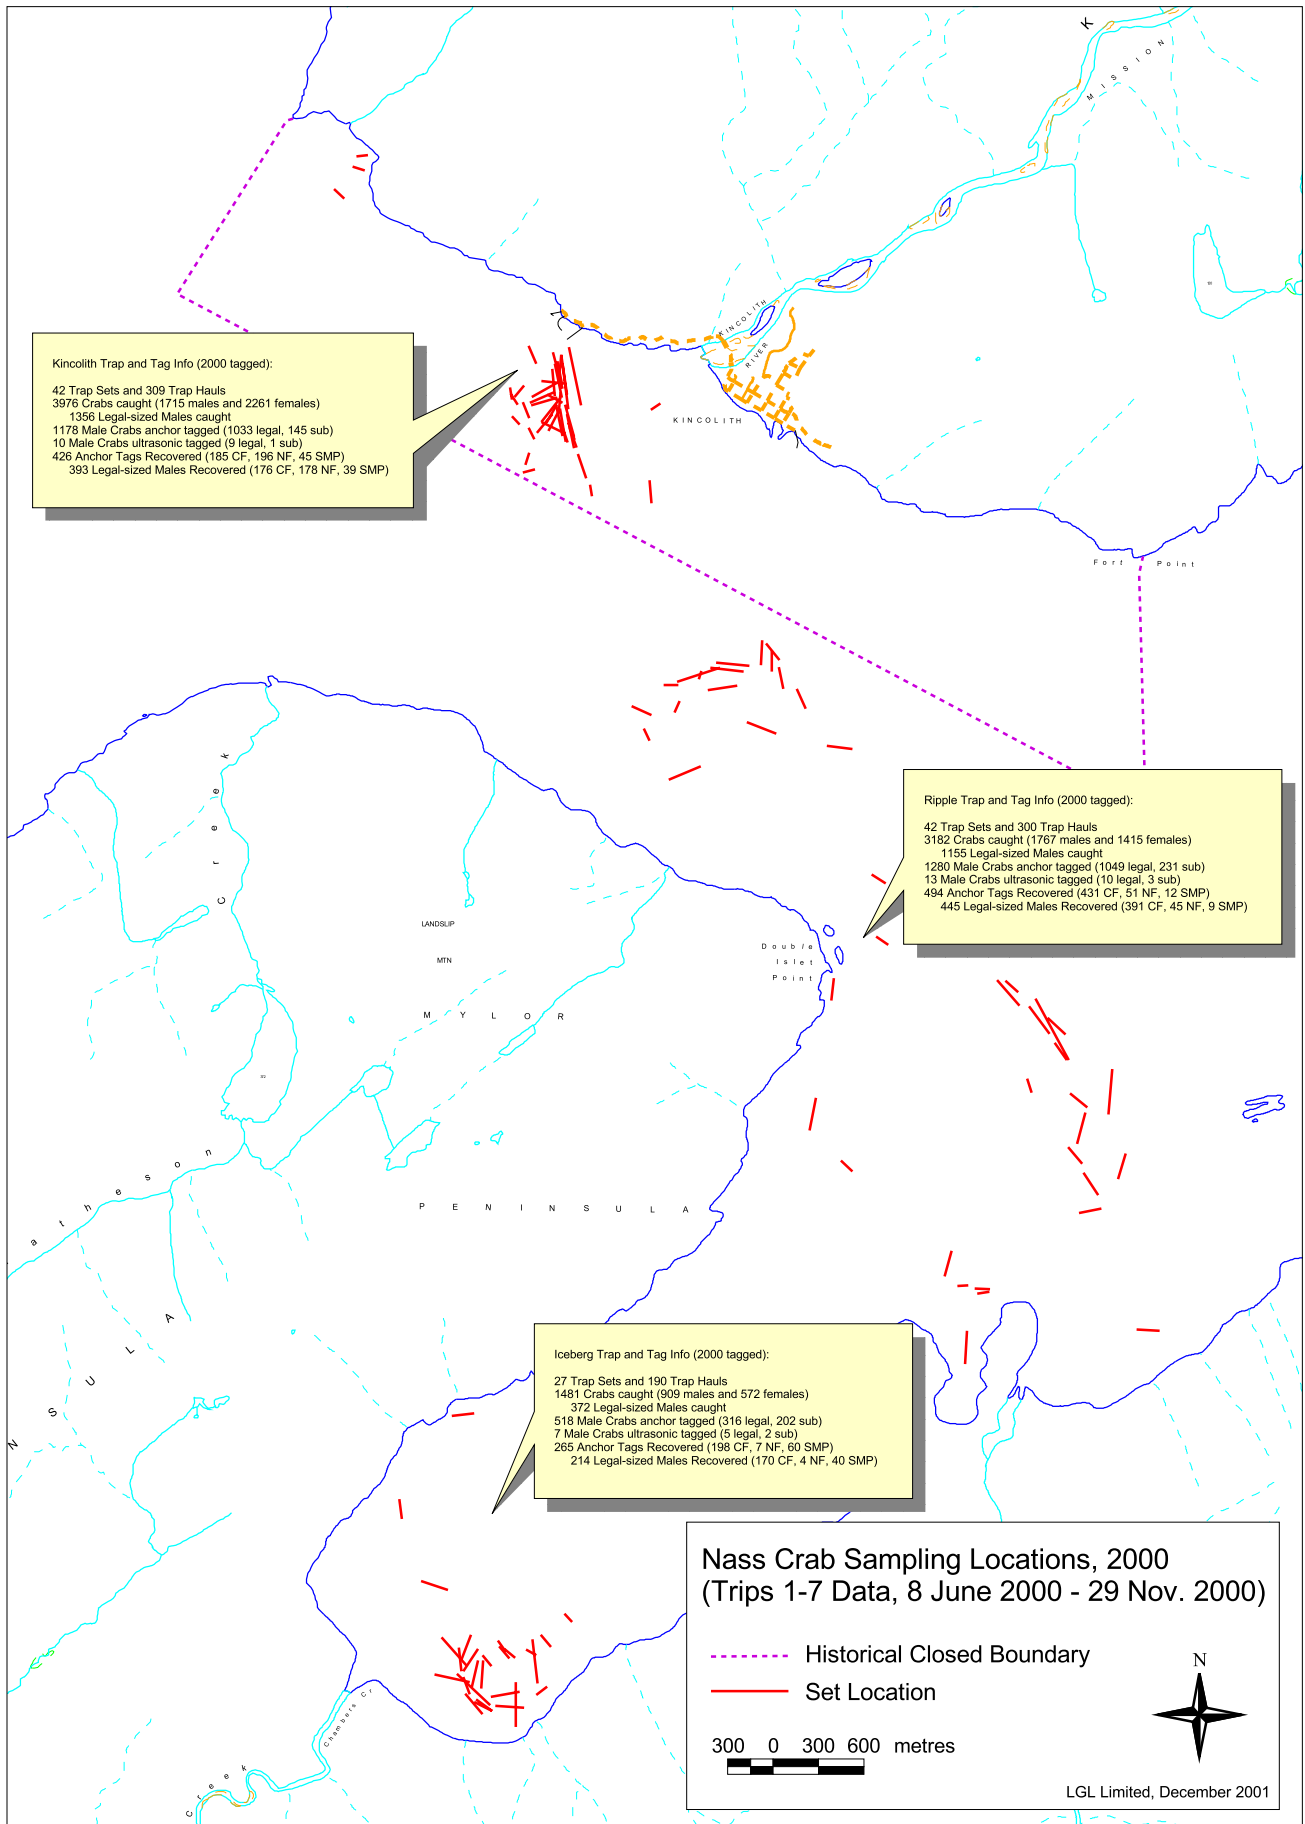 K
MISSION
KINCOLITH
RIVER
Kincolith Trap and Tag Info (2000 tagged):
42 Trap Sets and 309 Trap Hauls
3976 Crabs caught (1715 males and 2261 females)
1356 Legal-sized Males caught
1178 Male Crabs anchor tagged (1033 legal, 145 sub)
10 Male Crabs ultrasonic tagged (9 legal, 1 sub)
426 Anchor Tags Recovered (185 CF, 196 NF, 45 SMP)
393 Legal-sized Males Recovered (176 CF, 178 NF, 39 SMP)
KINCOLITH
Fort Point
Creek
Ripple Trap and Tag Info (2000 tagged):
42 Trap Sets and 300 Trap Hauls
3182 Crabs caught (1767 males and 1415 females)
1155 Legal-sized Males caught
1280 Male Crabs anchor tagged (1049 legal, 231 sub)
13 Male Crabs ultrasonic tagged (10 legal, 3 sub)
494 Anchor Tags Recovered (431 CF, 51 NF, 12 SMP)
445 Legal-sized Males Recovered (391 CF, 45 NF, 9 SMP)
LANDSLIP
MTN
Double
Islet
Point
MYLOR
atheson
PENINSULA
NSULA
Iceberg Trap and Tag Info (2000 tagged):
27 Trap Sets and 190 Trap Hauls
1481 Crabs caught (909 males and 572 females)
372 Legal-sized Males caught
518 Male Crabs anchor tagged (316 legal, 202 sub)
7 Male Crabs ultrasonic tagged (5 legal, 2 sub)
265 Anchor Tags Recovered (198 CF, 7 NF, 60 SMP)
214 Legal-sized Males Recovered (170 CF, 4 NF, 40 SMP)
Chambers Cr
Creek
Nass Crab Sampling Locations, 2000
(Trips 1-7 Data, 8 June 2000 - 29 Nov. 2000)
Historical Closed Boundary
Set Location
N
300 0 300 600 metres
LGL Limited, December 2001